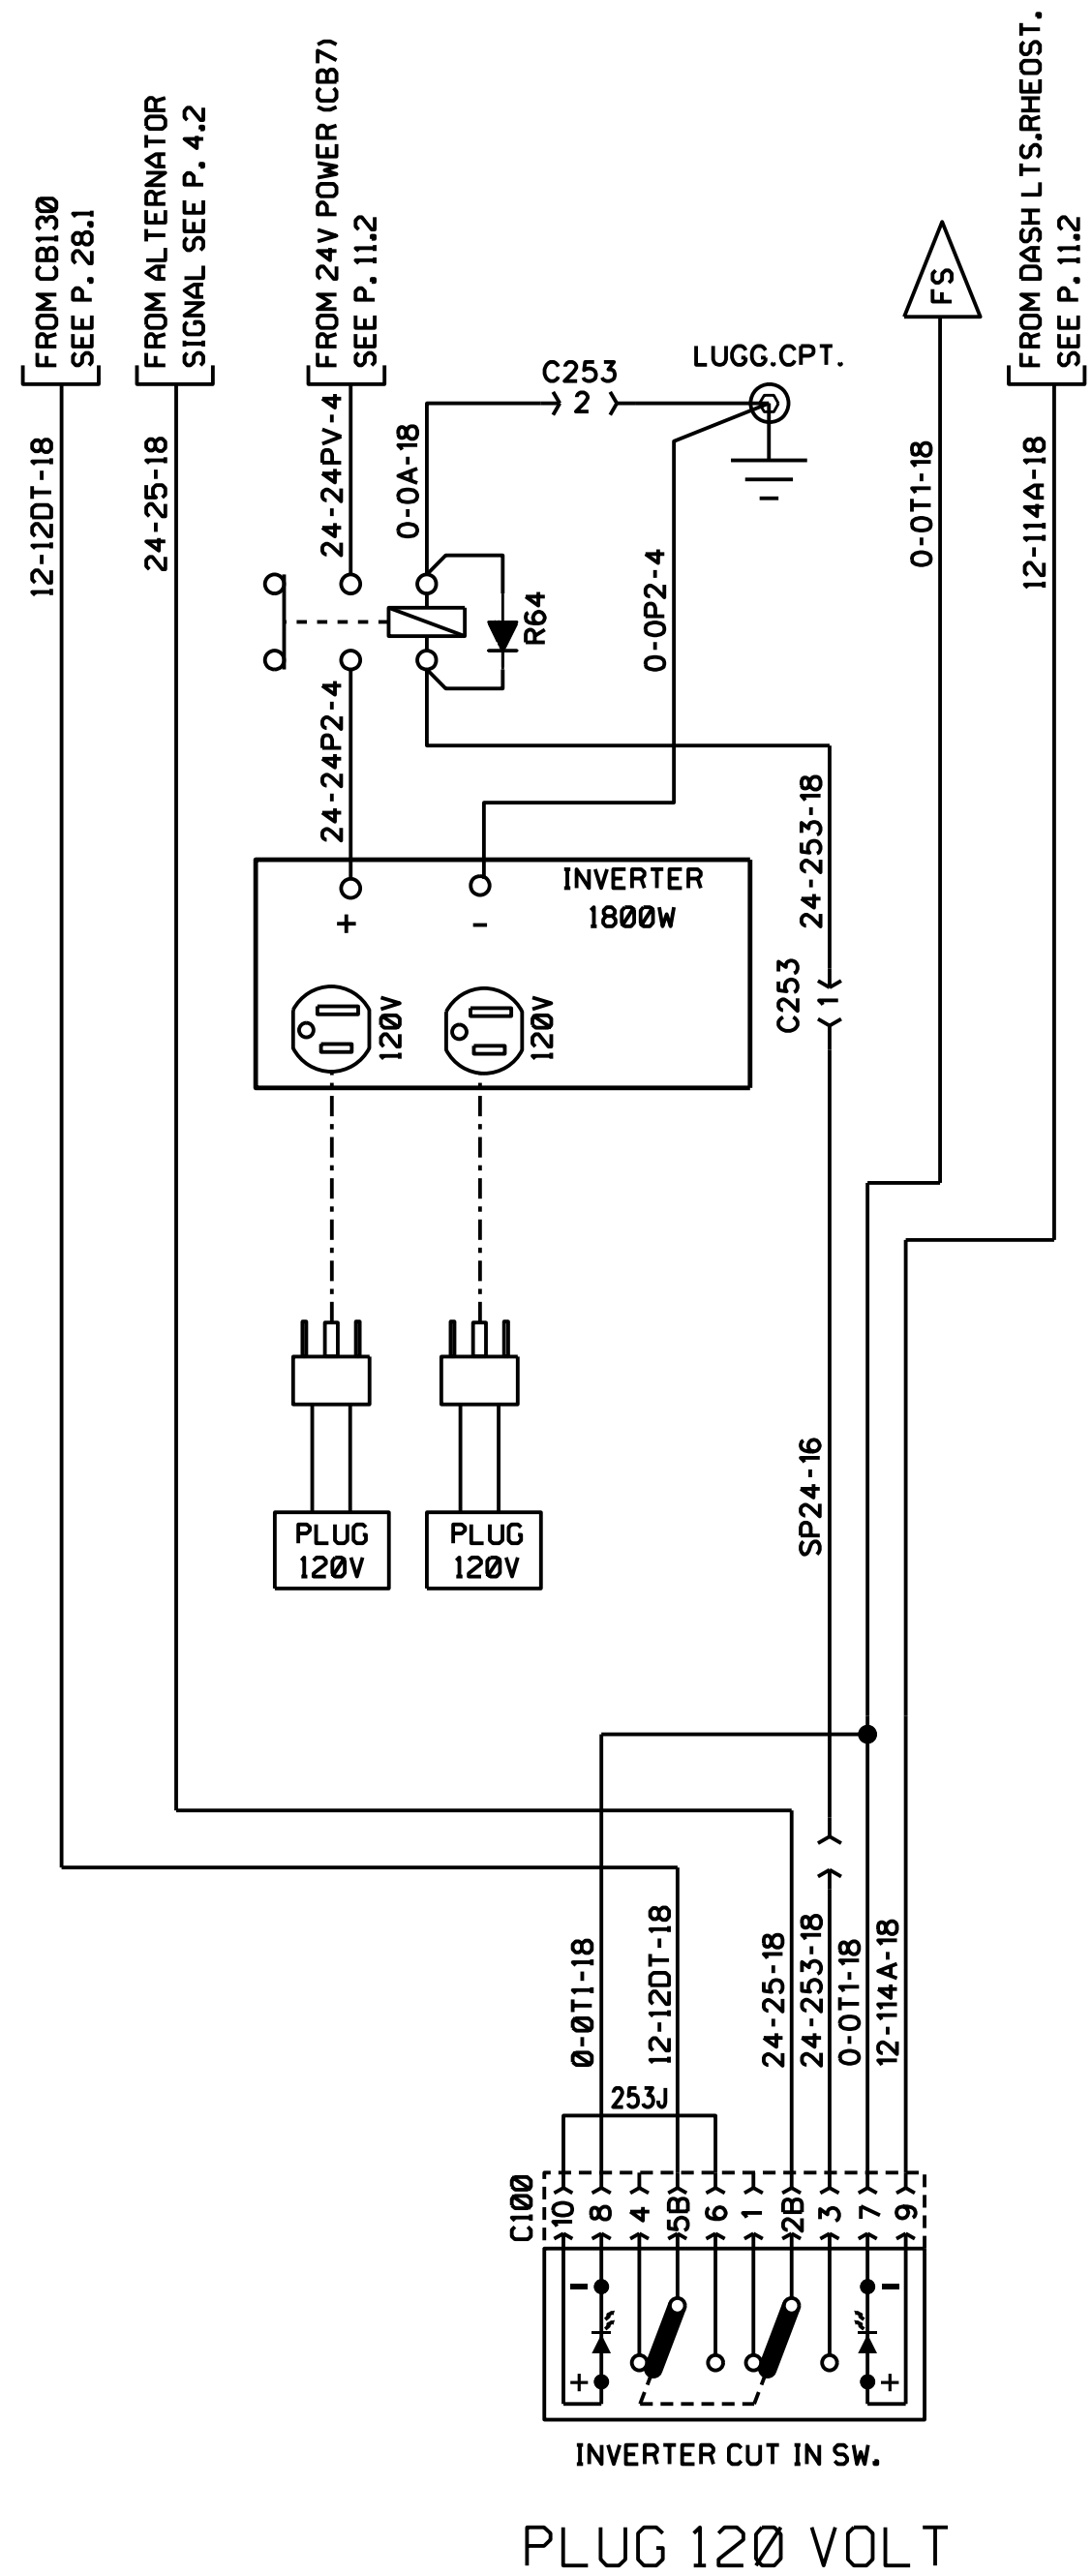 FROM CB130
SEE P. 28.1
FROM ALTERNATOR
SIGNAL SEE P. 4.2
FROM 24V POWER (CB7)
SEE P. 11.2
FROM DASH LTS.RHEOST.
SEE P. 11.2
FS
LUGG.CPT.
C253
2
12-12DT-18
24-25-18
24-24PV-4
0-0A-18
0-0T1-18
12-114A-18
R64
0-0P2-4
24-24P2-4
24-253-18
INVERTER
1800W
+
-
C253
1
120V
120V
SP24-16
PLUG
120V
PLUG
120V
0-0T1-18
12-12DT-18
24-25-18
24-253-18
0-0T1-18
12-114A-18
253J
C100
10
8
4
5B
6
1
2B
3
7
9
-
-
+
+
INVERTER CUT IN SW.
PLUG 120 VOLT